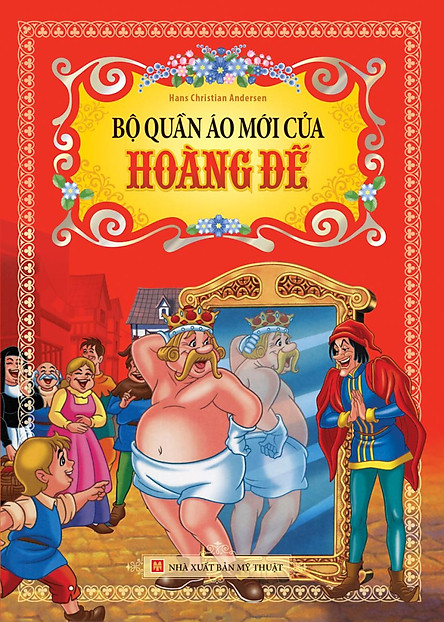 Hans Christian Andersen
BỘ QUẦN ÁO MỚI CỦA
HOÀNG ĐẾ
NHÀ XUẤT BẢN MỸ THUẬT